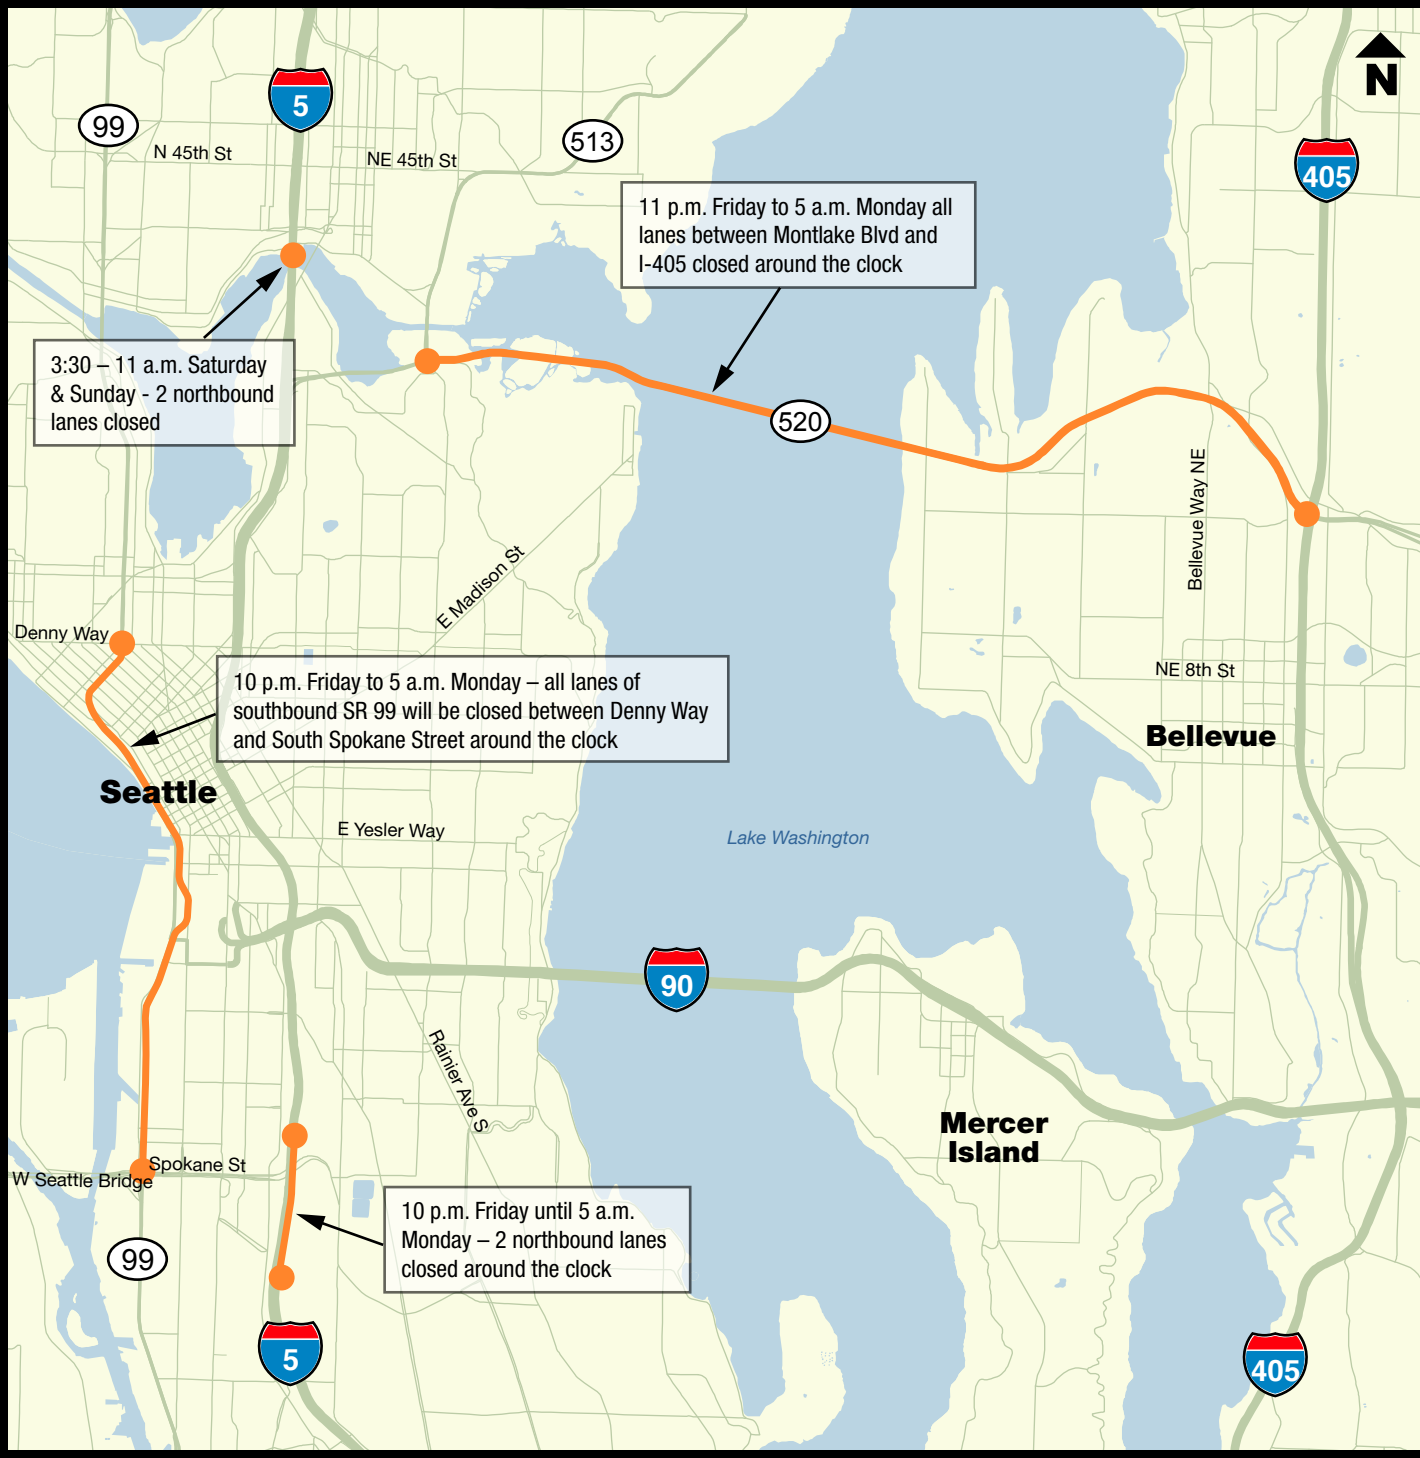 N
5
99
513
405
N 45th St
NE 45th St
11 p.m. Friday to 5 a.m. Monday all
lanes between Montlake Blvd and
I-405 closed around the clock
3:30 – 11 a.m. Saturday
& Sunday - 2 northbound
lanes closed
520
Bellevue Way NE
E Madison St
Denny Way
NE 8th St
10 p.m. Friday to 5 a.m. Monday – all lanes of
southbound SR 99 will be closed between Denny Way
and South Spokane Street around the clock
Bellevue
Seattle
E Yesler Way
Lake Washington
90
Rainier Ave S
Mercer
Island
Spokane St
W Seattle Bridge
10 p.m. Friday until 5 a.m.
Monday – 2 northbound lanes
closed around the clock
99
5
405